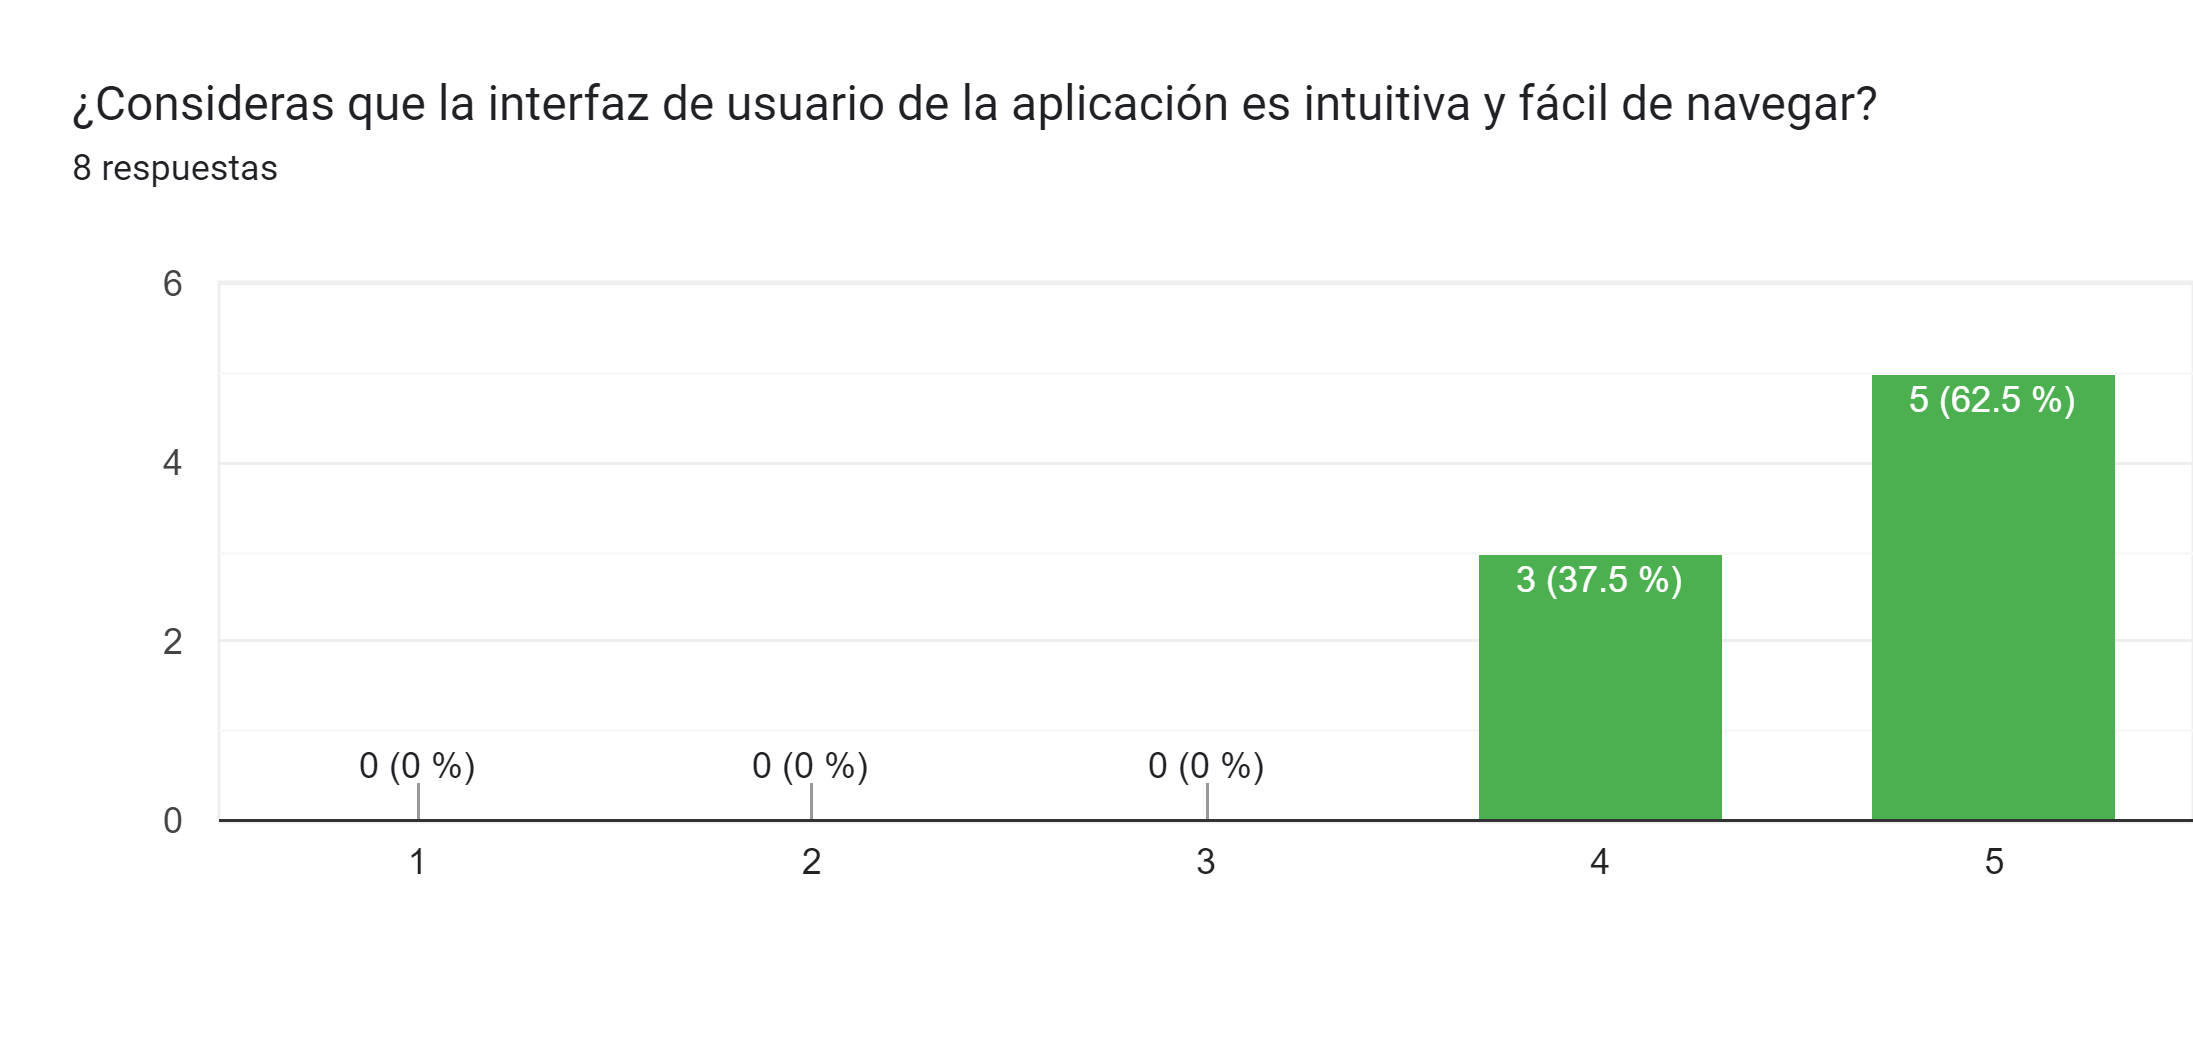 ¿Consideras que la interfaz de usuario de la aplicación es intuitiva y fácil de navegar?
8 respuestas
6
4
2
0
0 (0 %)
0 (0 %)
0 (0 %)
3 (37.5 %)
5 (62.5 %)
1
2
3
4
5